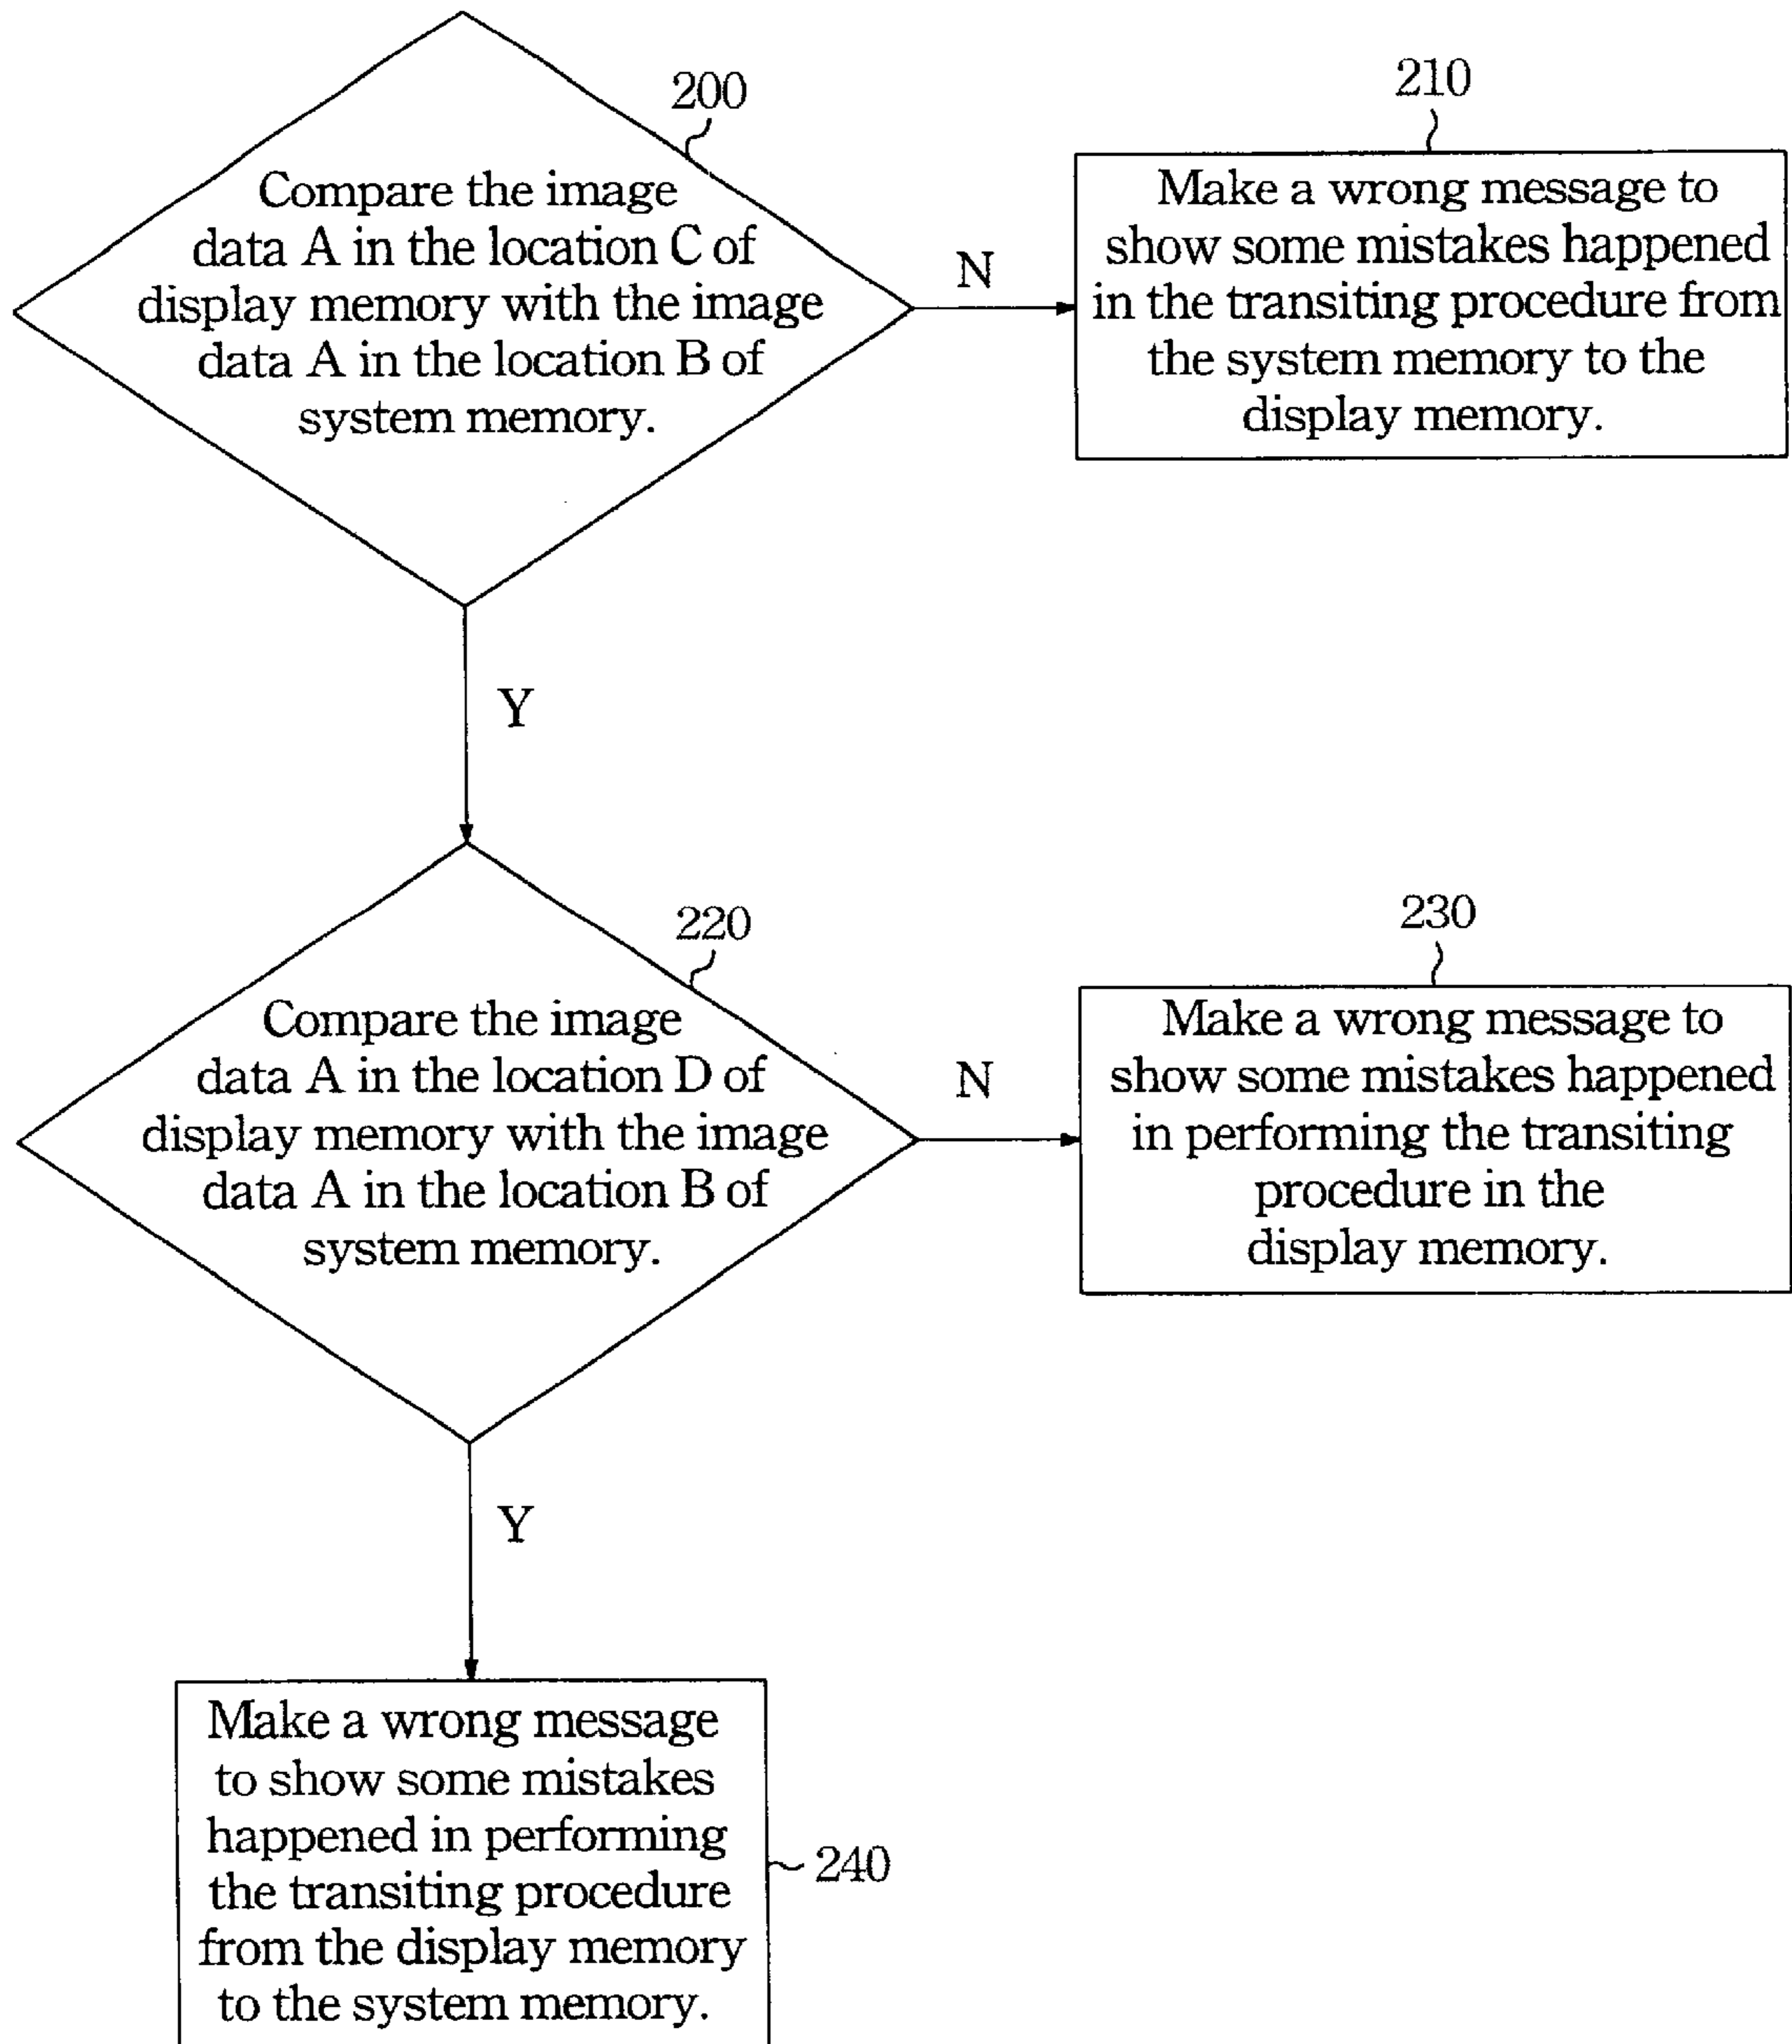 200
Compare the image
data A in the location C of
display memory with the image
data A in the location B of
system memory.
N
210
Make a wrong message to
show some mistakes happened
in the transiting procedure from
the system memory to the
display memory.
Y
220
Compare the image
data A in the location D of
display memory with the image
data A in the location B of
system memory.
N
230
Make a wrong message to
show some mistakes happened
in performing the transiting
procedure in the
display memory.
Y
Make a wrong message
to show some mistakes
happened in performing
the transiting procedure
from the display memory
to the system memory.
240